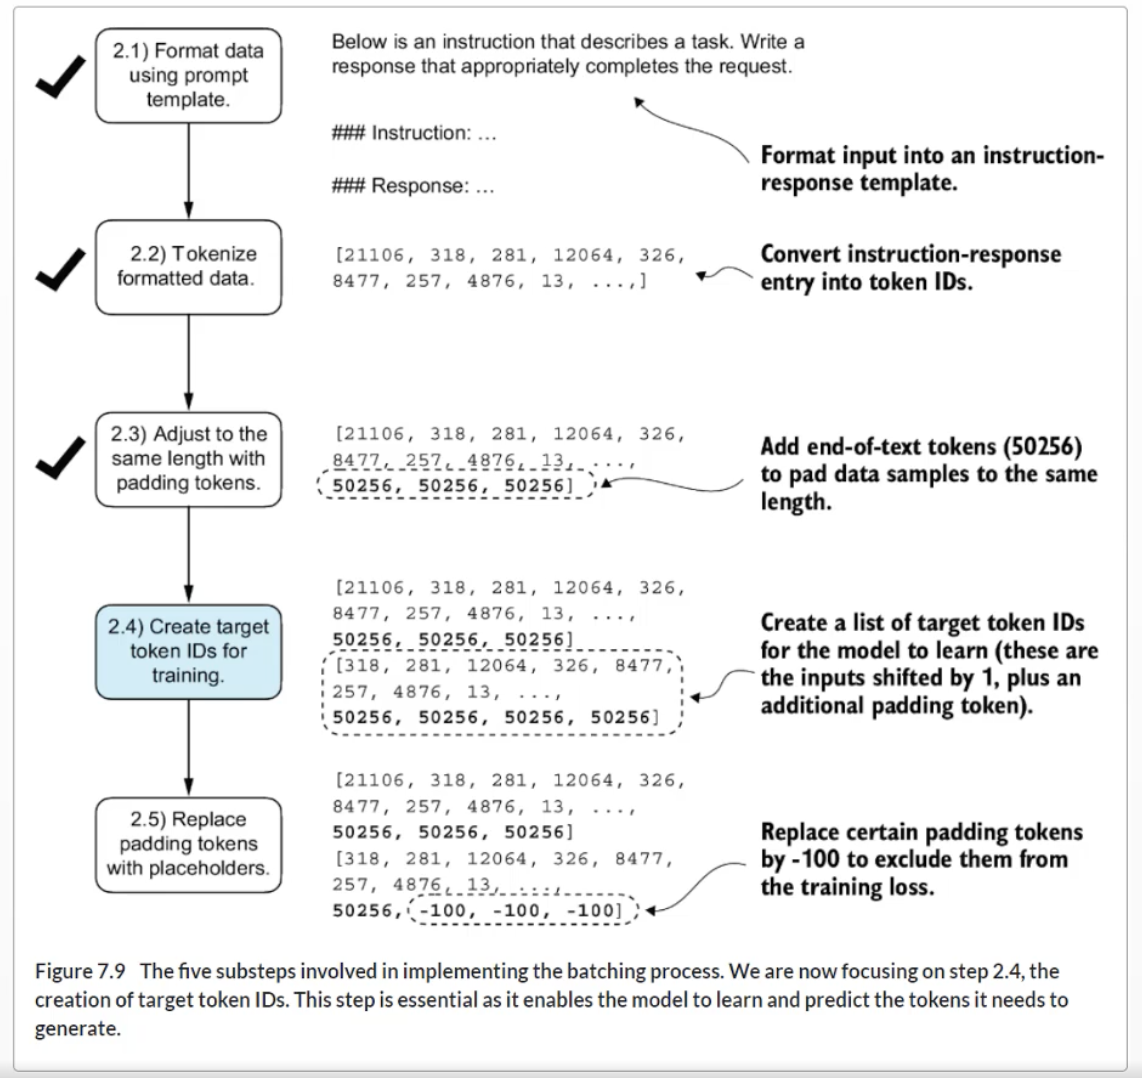 2.1) Format data
using prompt
template.
Below is an instruction that describes a task. Write a
response that appropriately completes the request.
### Instruction: ...
### Response: ...
Format input into an instruction-
response template.
2.2) Tokenize
formatted data.
[21106, 318, 281, 12064, 326,
8477, 257, 4876, 13, ...,]
Convert instruction-response
entry into token IDs.
2.3) Adjust to the
same length with
padding tokens.
[21106, 318, 281, 12064, 326,
8477, 257, 4876, 13, ...,
50256, 50256, 50256]
Add end-of-text tokens (50256)
to pad data samples to the same
length.
2.4) Create target
token IDs for
training.
[21106, 318, 281, 12064, 326,
8477, 257, 4876, 13, ...,
50256, 50256, 50256]
[318, 281, 12064, 326, 8477,
257, 4876, 13, ...,
50256, 50256, 50256, 50256]
Create a list of target token IDs
for the model to learn (these are
the inputs shifted by 1, plus an
additional padding token).
2.5) Replace
padding tokens
with placeholders.
[21106, 318, 281, 12064, 326,
8477, 257, 4876, 13, ...,
50256, 50256, 50256]
[318, 281, 12064, 326, 8477,
257, 4876, 13, ...,
50256, -100, -100, -100]
Replace certain padding tokens
by -100 to exclude them from
the training loss.
Figure 7.9 The five substeps involved in implementing the batching process. We are now focusing on step 2.4, the
creation of target token IDs. This step is essential as it enables the model to learn and predict the tokens it needs to
generate.